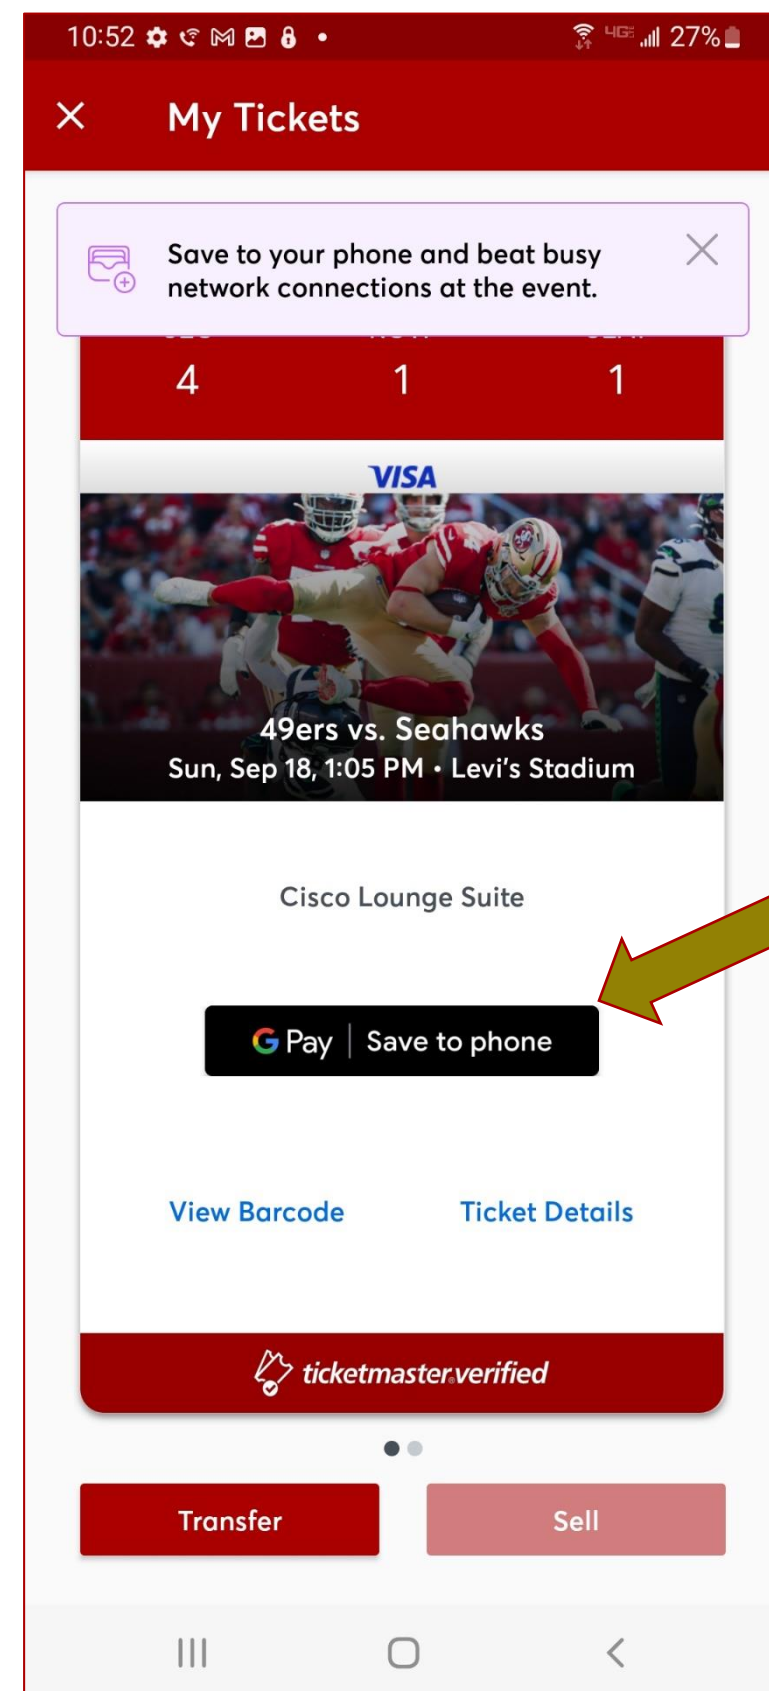 10:52 4GE 27%
My Tickets
Save to your phone and beat busy
network connections at the event.
4 1 1
VISA
49ers vs. Seahawks
Sun, Sep 18, 1:05 PM • Levi's Stadium
Cisco Lounge Suite
G Pay | Save to phone
View Barcode Ticket Details
ticketmaster® verified
Transfer Sell